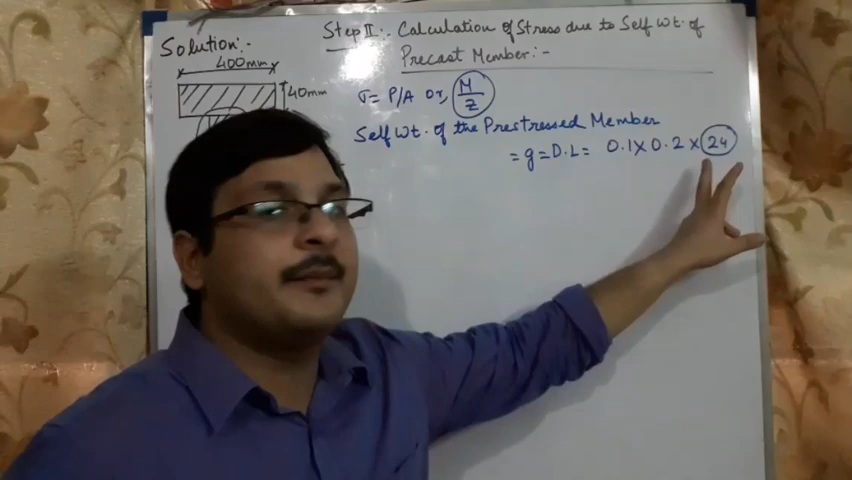 Solution:-
Step II:- Calculation of Stress due to Self Wt. of
Precast Member:-
400mm
40mm
σ = P/A or, M/Z
Self Wt. of the Prestressed Member
= g = D.L = 0.1 x 0.2 x 24